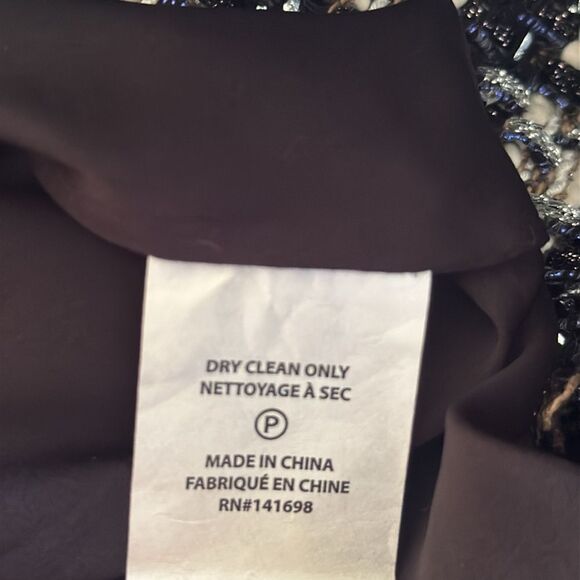 DRY CLEAN ONLY
NETTOYAGE À SEC
P
MADE IN CHINA
FABRIQUÉ EN CHINE
RN#141698